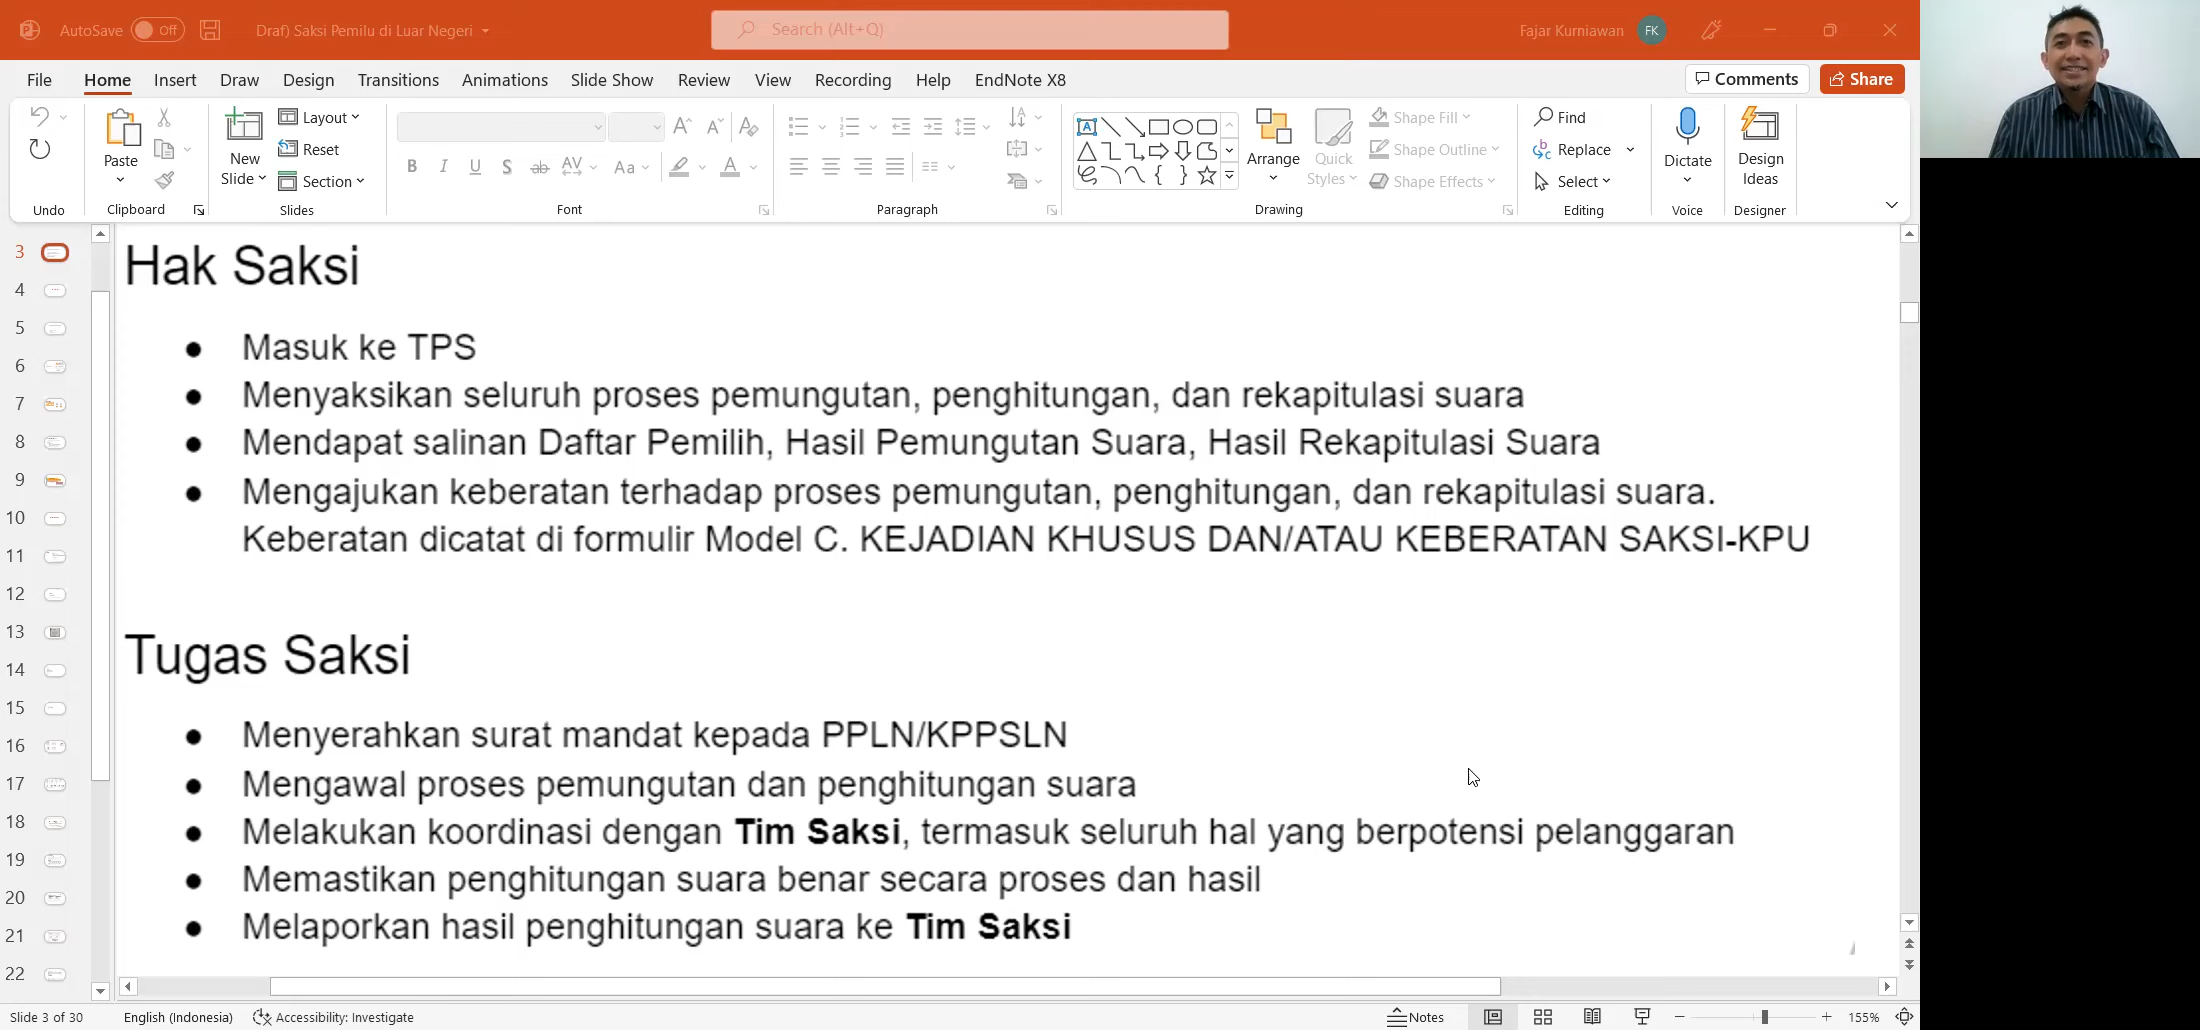 AutoSave Off Draf) Saksi Pemilu di Luar Negeri Search (Alt+Q) Fajar Kurniawan FK
File Home Insert Draw Design Transitions Animations Slide Show Review View Recording Help EndNote X8 Comments Share
Paste New Slide Layout Reset Section
Aa
Arrange Quick Styles Shape Fill Shape Outline Shape Effects
Find Replace Select Dictate Design Ideas
Undo Clipboard Slides Font Paragraph Drawing Editing Voice Designer
3
4
5
6
7
8
9
10
11
12
13
14
15
16
17
18
19
20
21
22
Hak Saksi
● Masuk ke TPS
● Menyaksikan seluruh proses pemungutan, penghitungan, dan rekapitulasi suara
● Mendapat salinan Daftar Pemilih, Hasil Pemungutan Suara, Hasil Rekapitulasi Suara
● Mengajukan keberatan terhadap proses pemungutan, penghitungan, dan rekapitulasi suara.
Keberatan dicatat di formulir Model C. KEJADIAN KHUSUS DAN/ATAU KEBERATAN SAKSI-KPU
Tugas Saksi
● Menyerahkan surat mandat kepada PPLN/KPPSLN
● Mengawal proses pemungutan dan penghitungan suara
● Melakukan koordinasi dengan Tim Saksi, termasuk seluruh hal yang berpotensi pelanggaran
● Memastikan penghitungan suara benar secara proses dan hasil
● Melaporkan hasil penghitungan suara ke Tim Saksi
Slide 3 of 30 English (Indonesia) Accessibility: Investigate Notes 155%